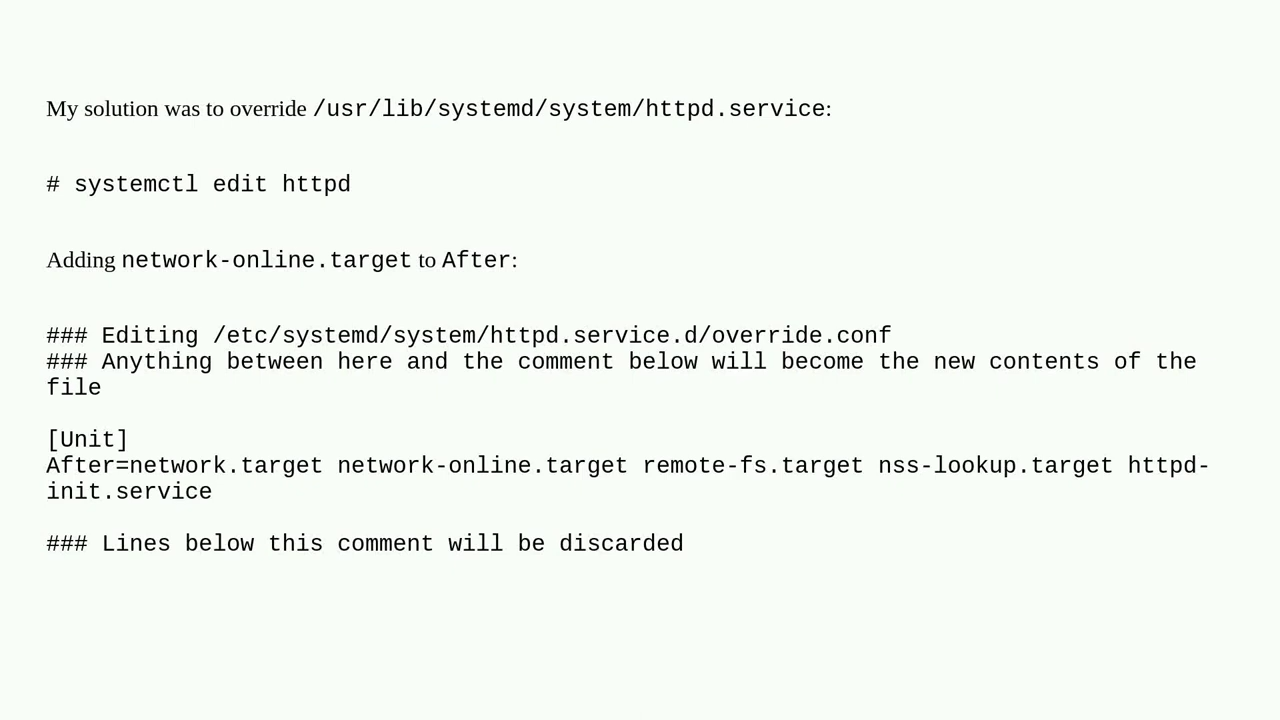 My solution was to override /usr/lib/systemd/system/httpd.service:
# systemctl edit httpd
Adding network-online.target to After:
### Editing /etc/systemd/system/httpd.service.d/override.conf
### Anything between here and the comment below will become the new contents of the
file
[Unit]
After=network.target network-online.target remote-fs.target nss-lookup.target httpd-
init.service
### Lines below this comment will be discarded